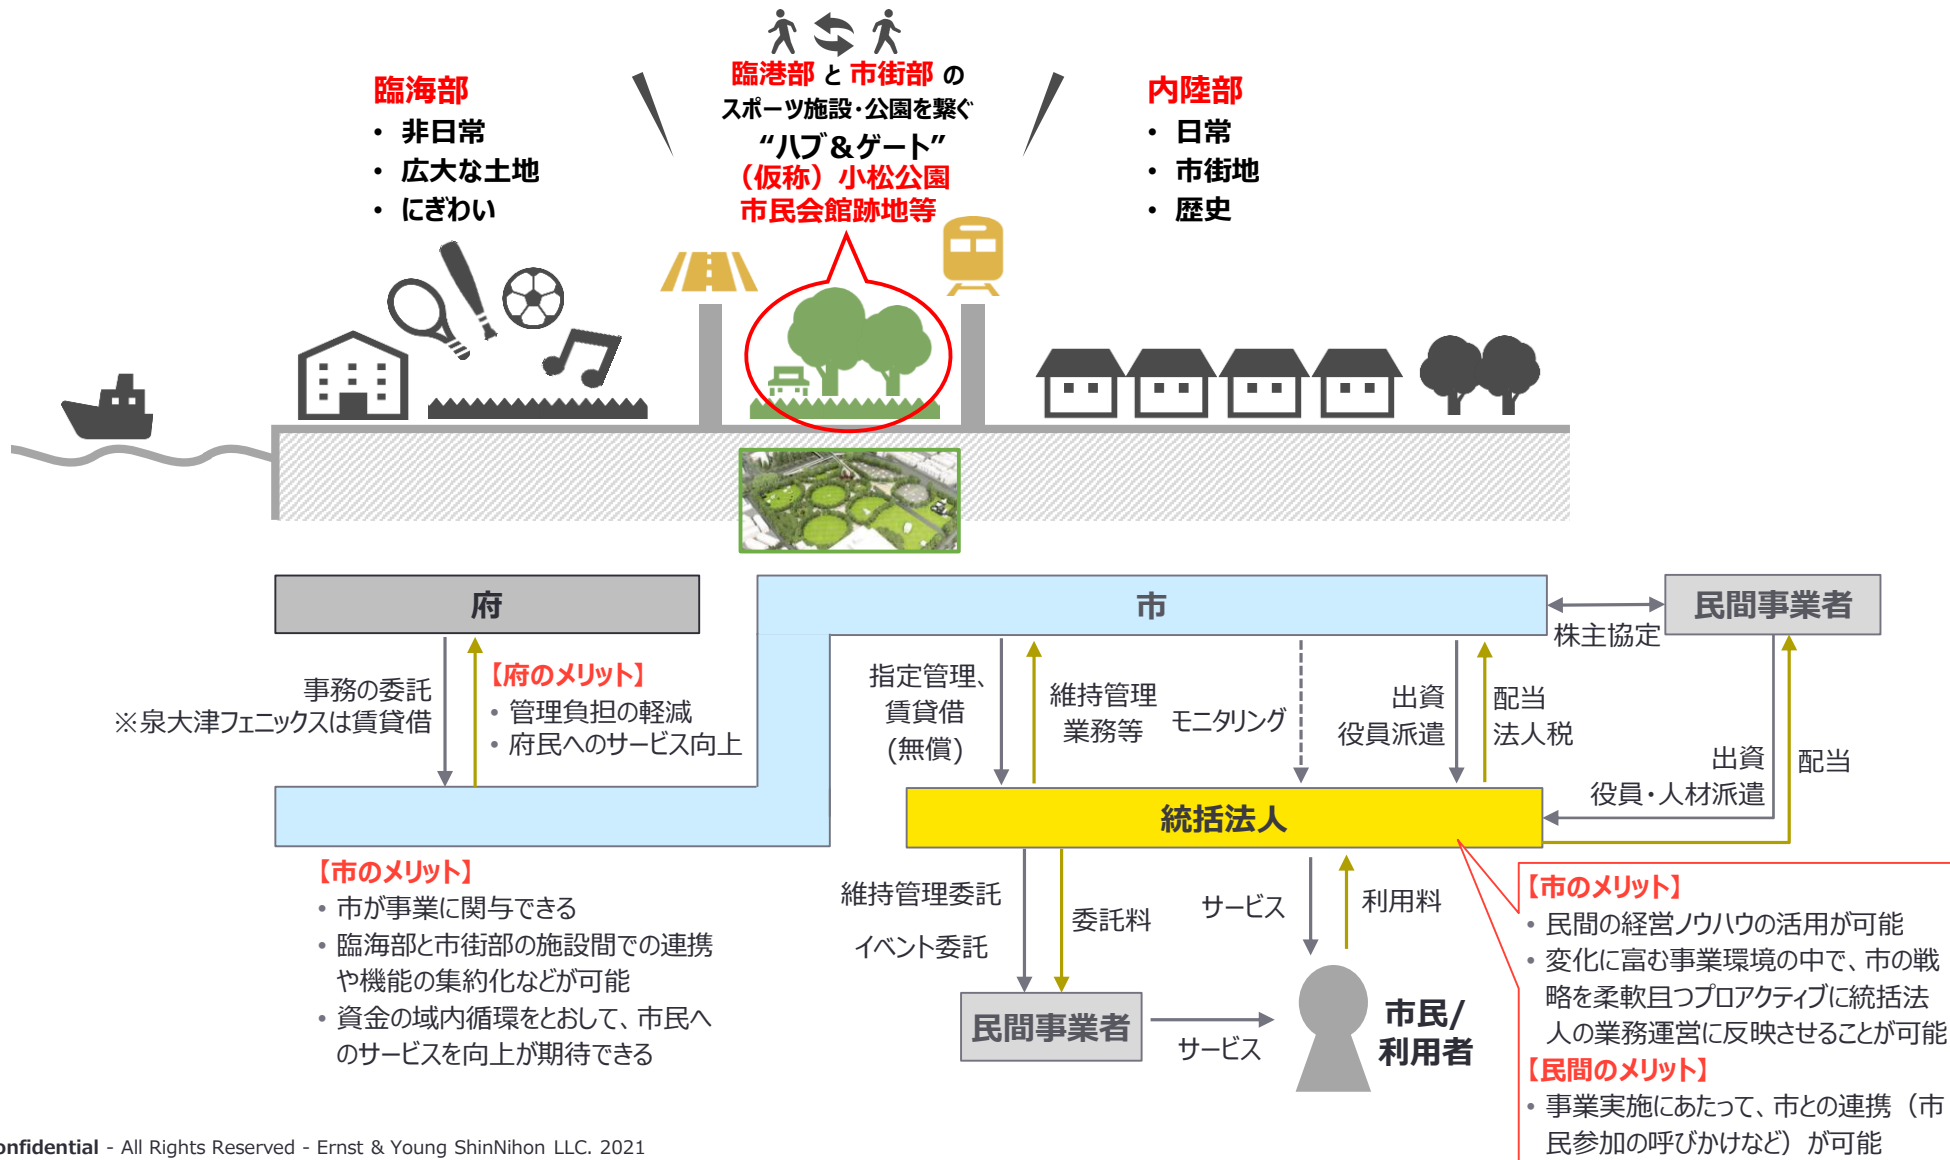 臨海部
・ 非日常
・ 広大な土地
・ にぎわい
臨港部 と 市街部 の
スポーツ施設・公園を繋ぐ
“ハブ&ゲート”
（仮称）小松公園
市民会館跡地等
内陸部
・ 日常
・ 市街地
・ 歴史
府
市
民間事業者
株主協定
事務の委託
※泉大津フェニックスは賃貸借
【府のメリット】
・管理負担の軽減
・府民へのサービス向上
指定管理、
賃貸借
(無償)
維持管理
業務等
モニタリング
出資
役員派遣
配当
法人税
出資
役員・人材派遣
配当
統括法人
【市のメリット】
・市が事業に関与できる
・臨海部と市街部の施設間での連携
や機能の集約化などが可能
・資金の域内循環をとおして、市民へ
のサービスを向上が期待できる
維持管理委託
イベント委託
委託料
サービス
利用料
民間事業者
サービス
市民/
利用者
【市のメリット】
・民間の経営ノウハウの活用が可能
・変化に富む事業環境の中で、市の戦
略を柔軟且つプロアクティブに統括法
人の業務運営に反映させることが可能
【民間のメリット】
・事業実施にあたって、市との連携（市
民参加の呼びかけなど）が可能
onfidential - All Rights Reserved - Ernst & Young ShinNihon LLC. 2021